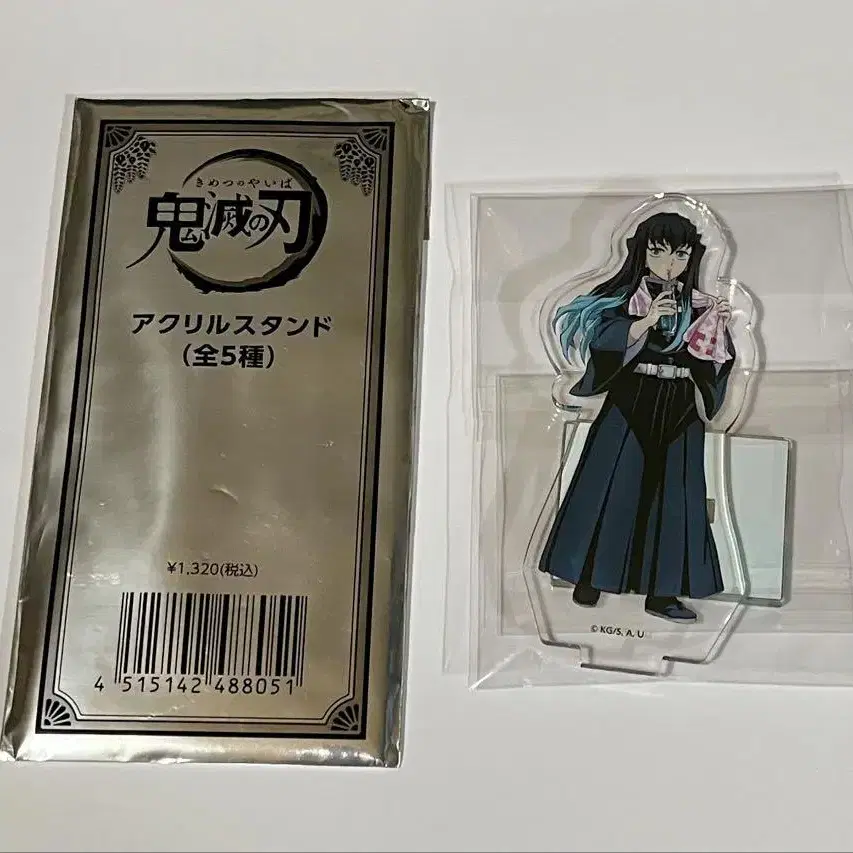 きめつのやいば
鬼滅の刃
アクリルスタンド
(全5種)
¥1,320(税込)
4 515142 488051
© KG/S, A, U